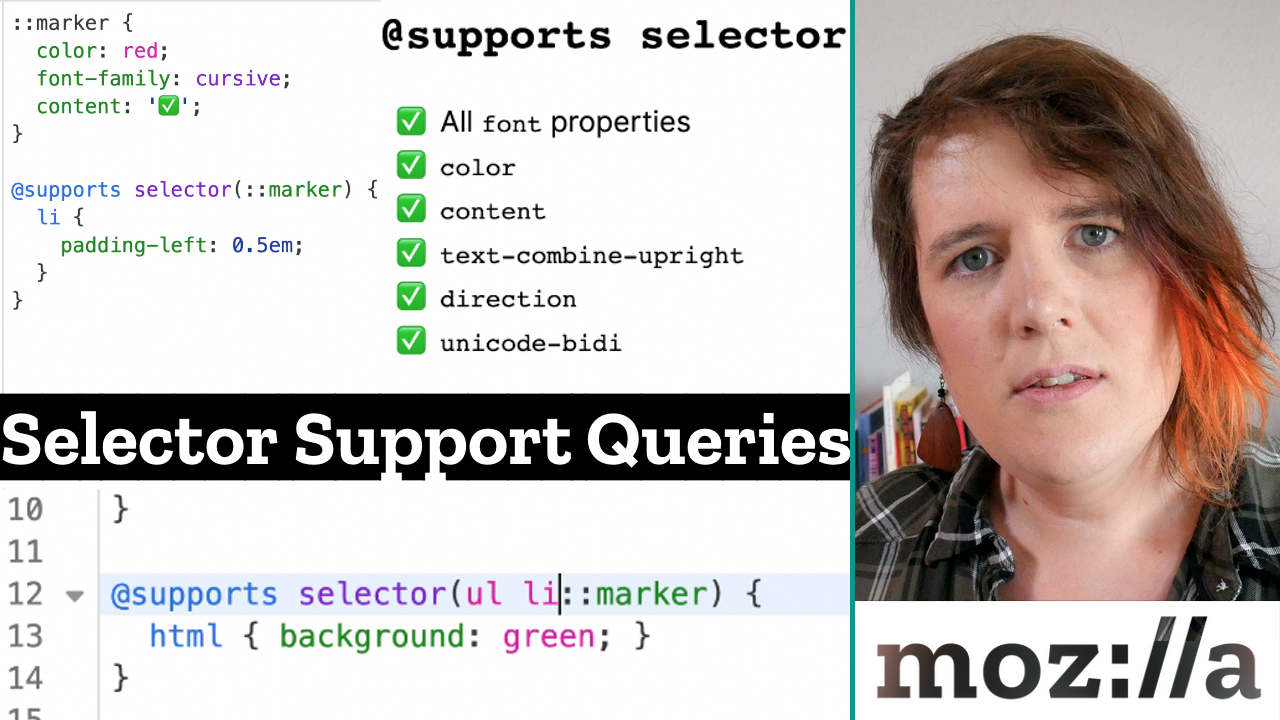 ::marker {
color: red;
font-family: cursive;
content: '✅';
}
@supports selector(::marker) {
li {
padding-left: 0.5em;
}
}
@supports selector
✅ All font properties
✅ color
✅ content
✅ text-combine-upright
✅ direction
✅ unicode-bidi
Selector Support Queries
10 }
11
12 @supports selector(ul li::marker) {
13 html { background: green; }
14 }
15
moz://a